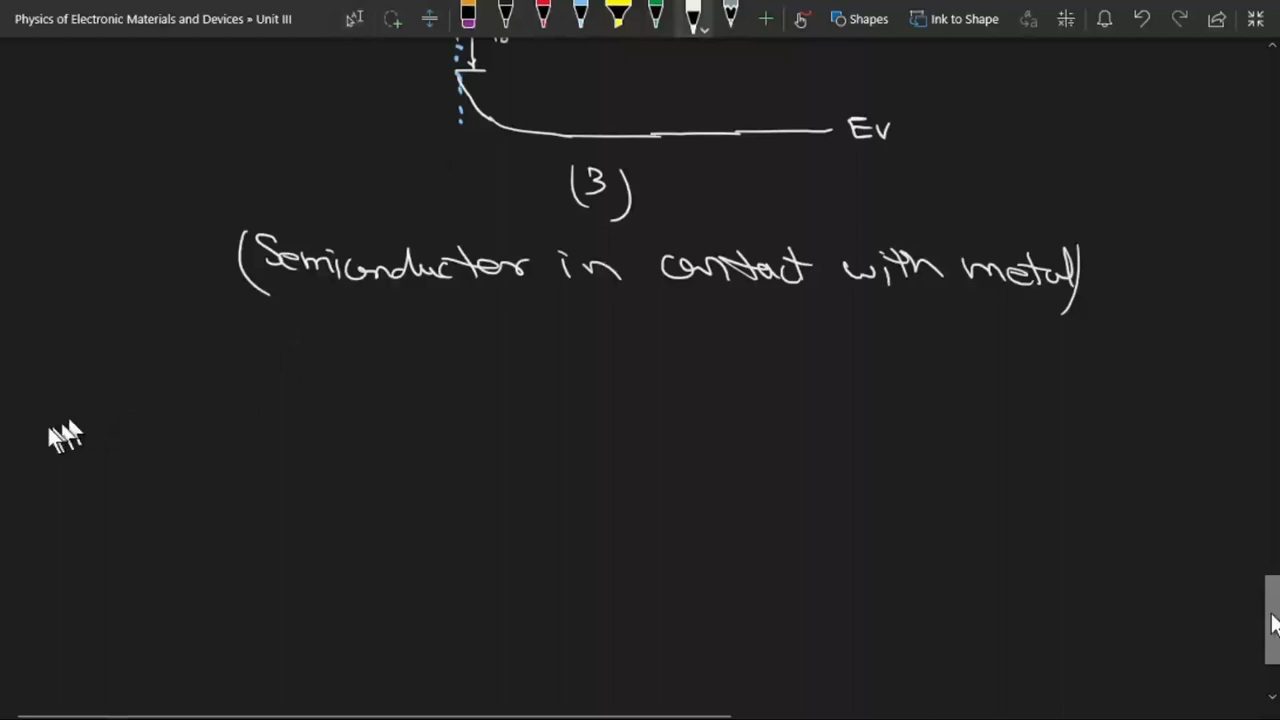 Physics of Electronic Materials and Devices » Unit III
Shapes
Ink to Shape
Ev
(3)
(Semiconductor in contact with metal)